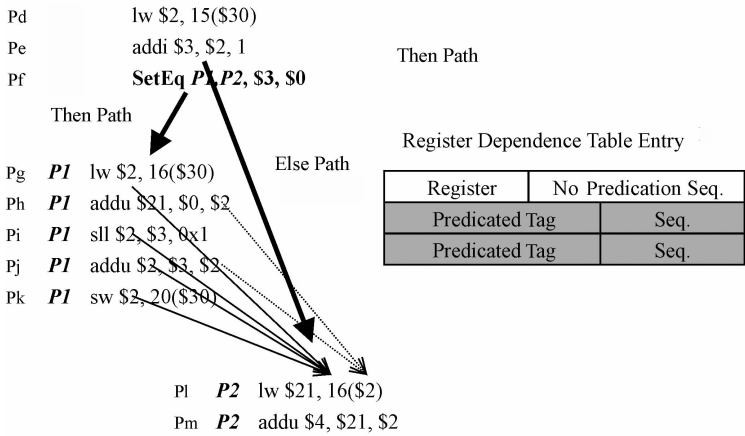 Pd lw $2, 15($30)
Pe addi $3, $2, 1
Pf SetEq P1,P2, $3, $0
Then Path
Then Path
Else Path
Pg P1 lw $2, 16($30)
Ph P1 addu $21, $0, $2
Pi P1 sll $2, $3, 0x1
Pj P1 addu $2, $3, $2
Pk P1 sw $2, 20($30)
Pl P2 lw $21, 16($2)
Pm P2 addu $4, $21, $2
Register Dependence Table Entry
Register No Predication Seq.
Predicated Tag Seq.
Predicated Tag Seq.